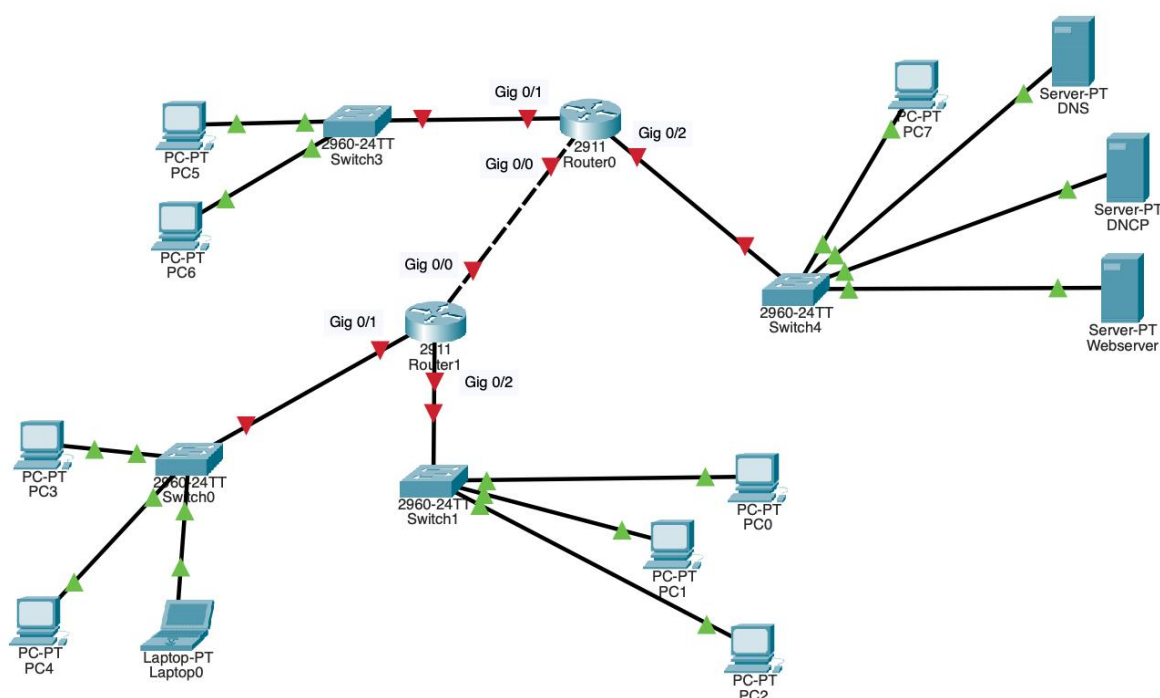 Gig 0/1
2911
Router0
Gig 0/2
Gig 0/0
PC-PT
PC5
2960-24TT
Switch3
PC-PT
PC6
PC-PT
PC7
Server-PT
DNS
Server-PT
DNCP
Server-PT
Webserver
2960-24TT
Switch4
Gig 0/0
Gig 0/1
2911
Router1
Gig 0/2
PC-PT
PC3
2960-24TT
Switch0
2960-24TT
Switch1
PC-PT
PC0
PC-PT
PC1
PC-PT
PC4
Laptop-PT
Laptop0
PC-PT
PC2